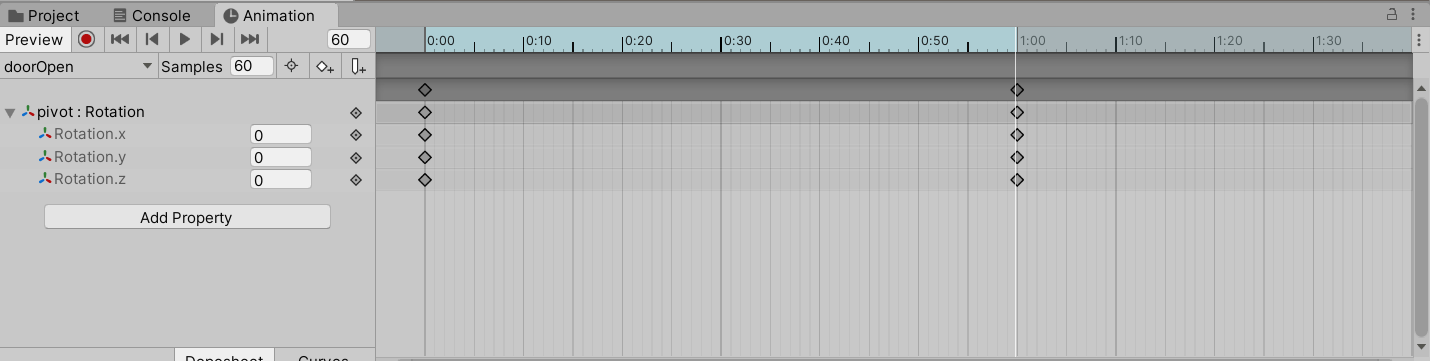 Project Console Animation
Preview 60 0:00 0:10 0:20 0:30 0:40 0:50 1:00 1:10 1:20 1:30
doorOpen Samples 60
pivot : Rotation
Rotation.x 0
Rotation.y 0
Rotation.z 0
Add Property
Dopesheet Curves